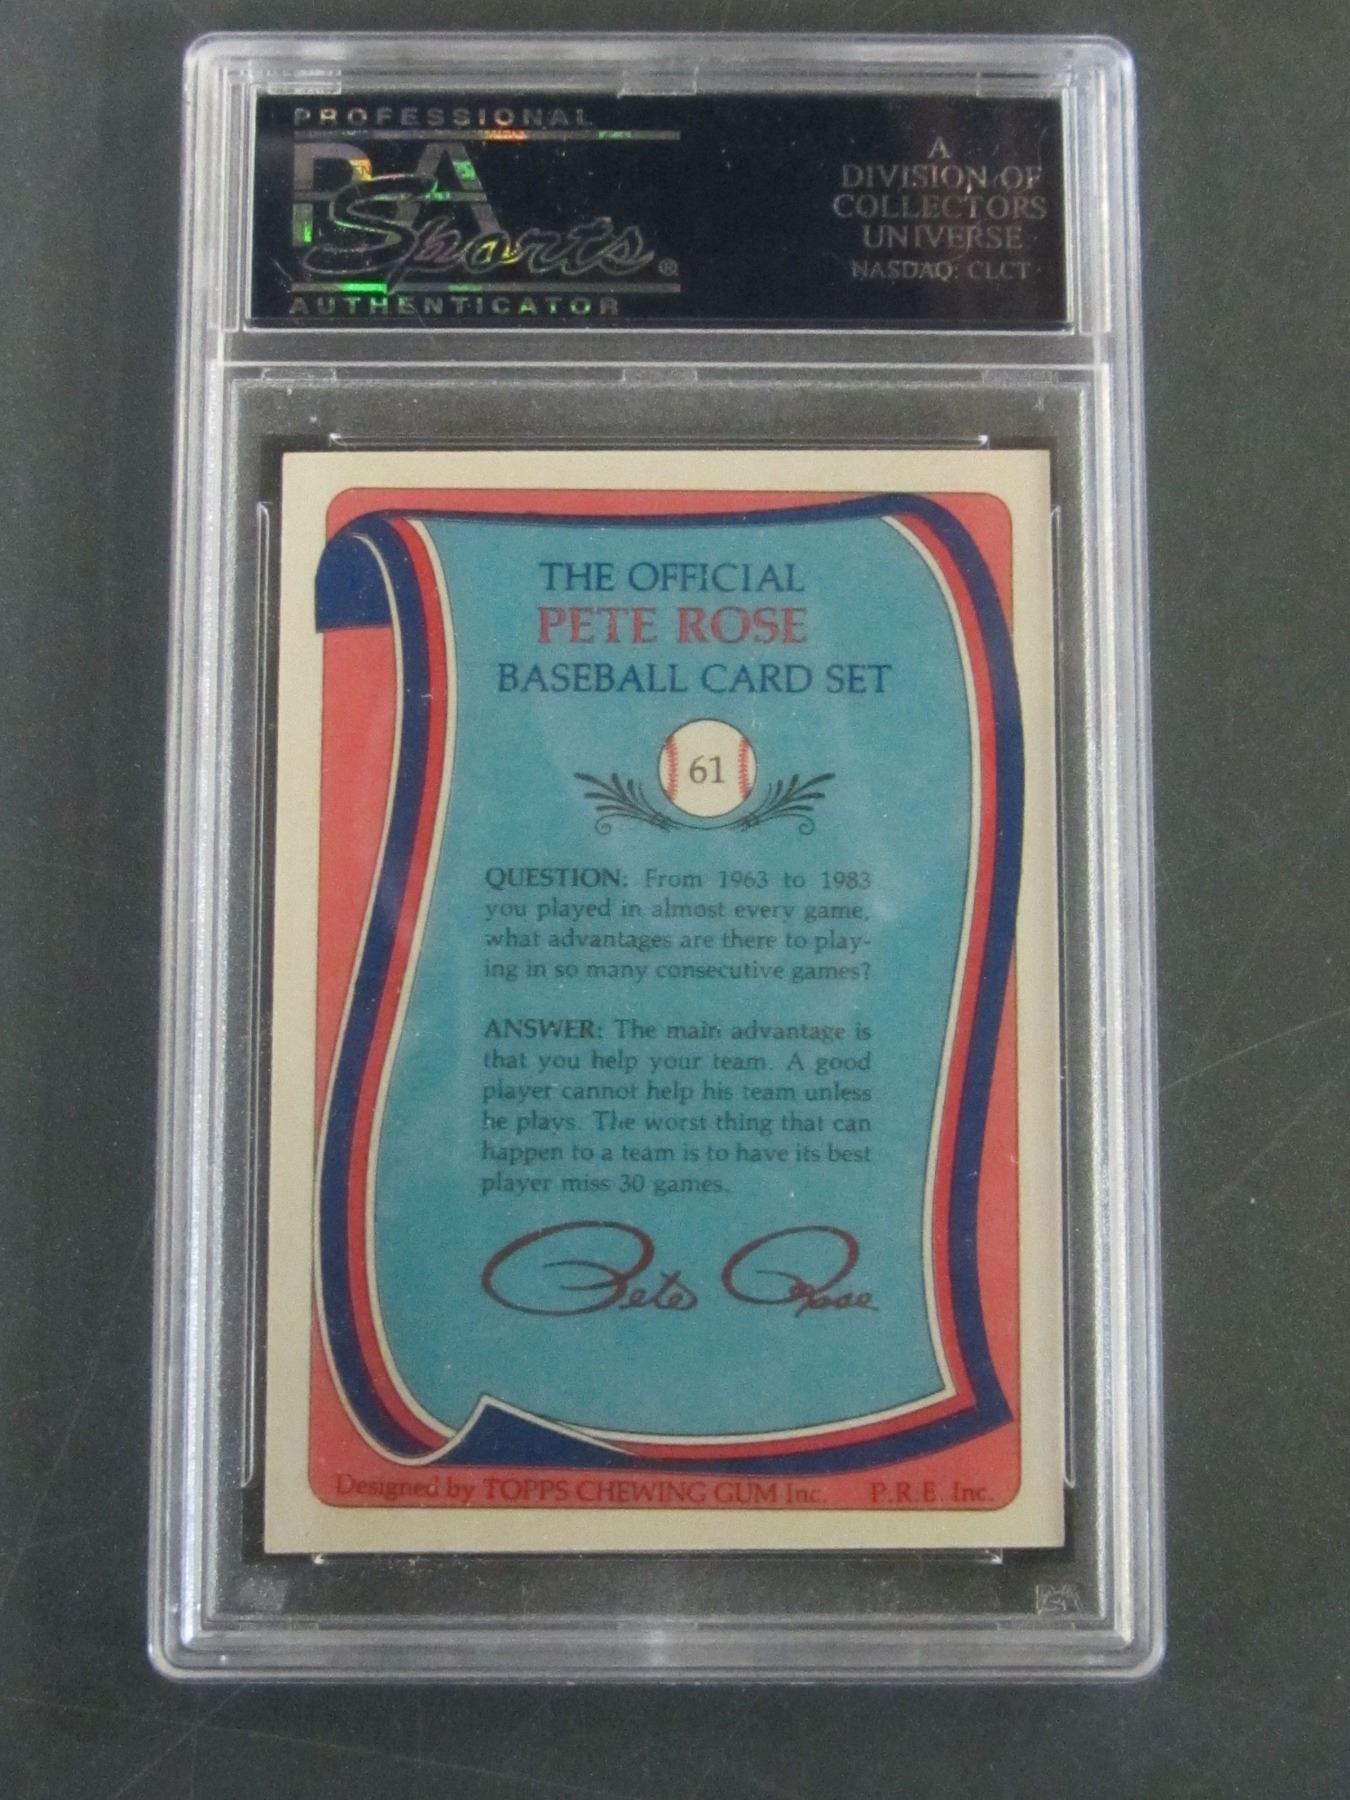 PROFESSIONAL
PSA
Sports®
AUTHENTICATOR
A
DIVISION OF
COLLECTORS
UNIVERSE
NASDAQ: CLCT
THE OFFICIAL
PETE ROSE
BASEBALL CARD SET
61
QUESTION: From 1963 to 1983
you played in almost every game,
what advantages are there to play-
ing in so many consecutive games?
ANSWER: The main advantage is
that you help your team. A good
player cannot help his team unless
he plays. The worst thing that can
happen to a team is to have its best
player miss 30 games.
Pete Rose
Designed by TOPPS CHEWING GUM Inc. P.R.E. Inc.
PSA